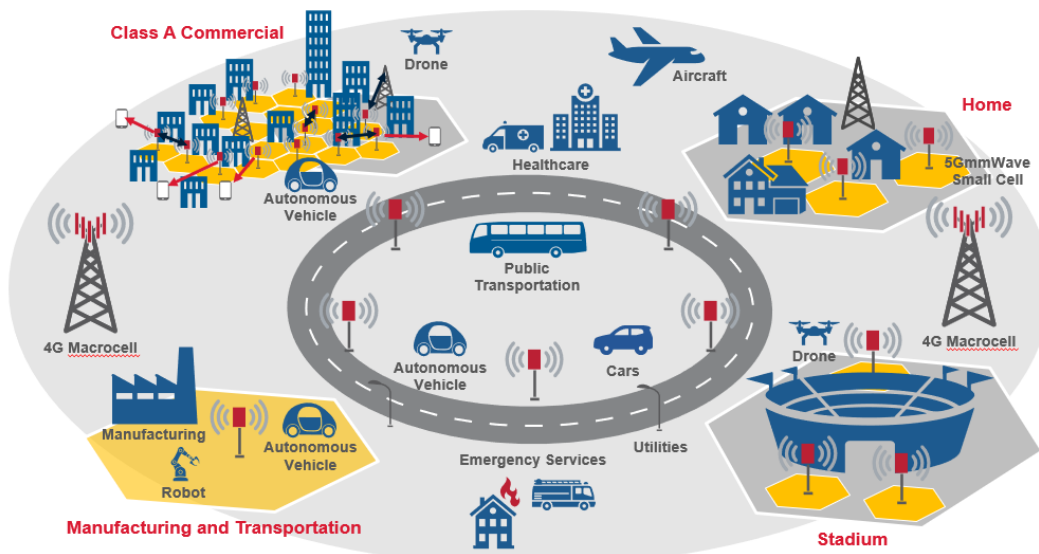 Class A Commercial
Drone
Aircraft
Home
Healthcare
5GmmWave
Small Cell
Autonomous
Vehicle
Public
Transportation
4G Macrocell
4G Macrocell
Drone
Autonomous
Vehicle
Cars
Manufacturing
Autonomous
Vehicle
Utilities
Emergency Services
Robot
Manufacturing and Transportation
Stadium